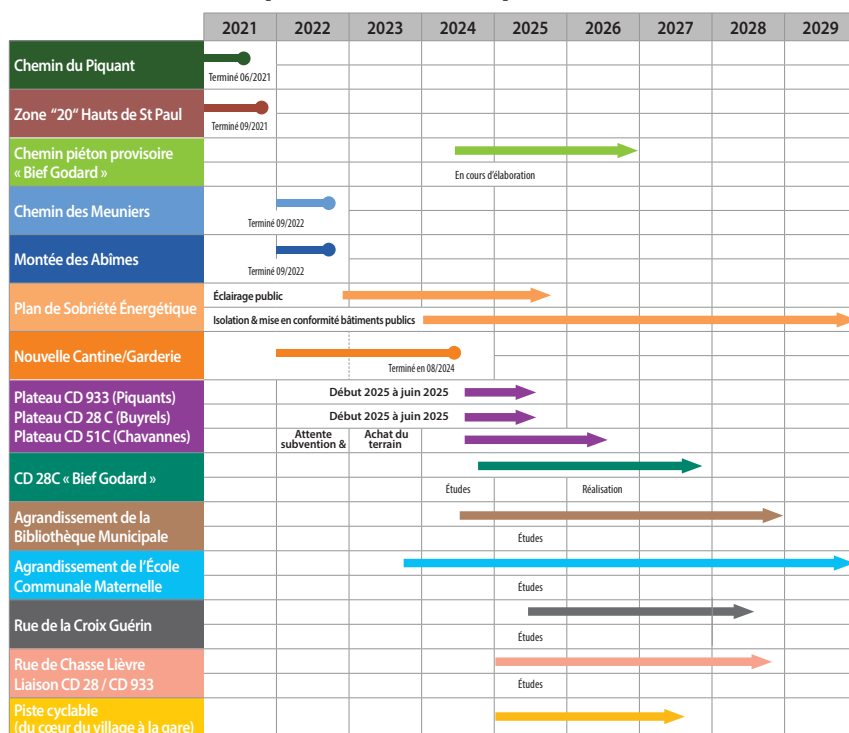 2021 2022 2023 2024 2025 2026 2027 2028 2029
Chemin du Piquant
Terminé 06/2021
Zone "20" Hauts de St Paul
Terminé 09/2021
Chemin piéton provisoire
« Bief Godard »
En cours d'élaboration
Chemin des Meuniers
Terminé 09/2022
Montée des Abîmes
Terminé 09/2022
Plan de Sobriété Énergétique
Éclairage public
Isolation & mise en conformité bâtiments publics
Nouvelle Cantine/Garderie
Terminé en 08/2024
Plateau CD 933 (Piquants)
Début 2025 à juin 2025
Plateau CD 28 C (Buyrels)
Début 2025 à juin 2025
Plateau CD 51C (Chavannes)
Attente
subvention &
Achat du
terrain
CD 28C « Bief Godard »
Études
Réalisation
Agrandissement de la
Bibliothèque Municipale
Études
Agrandissement de l'École
Communale Maternelle
Études
Rue de la Croix Guérin
Études
Rue de Chasse Lièvre
Liaison CD 28 / CD 933
Études
Piste cyclable
(du cœur du village à la gare)